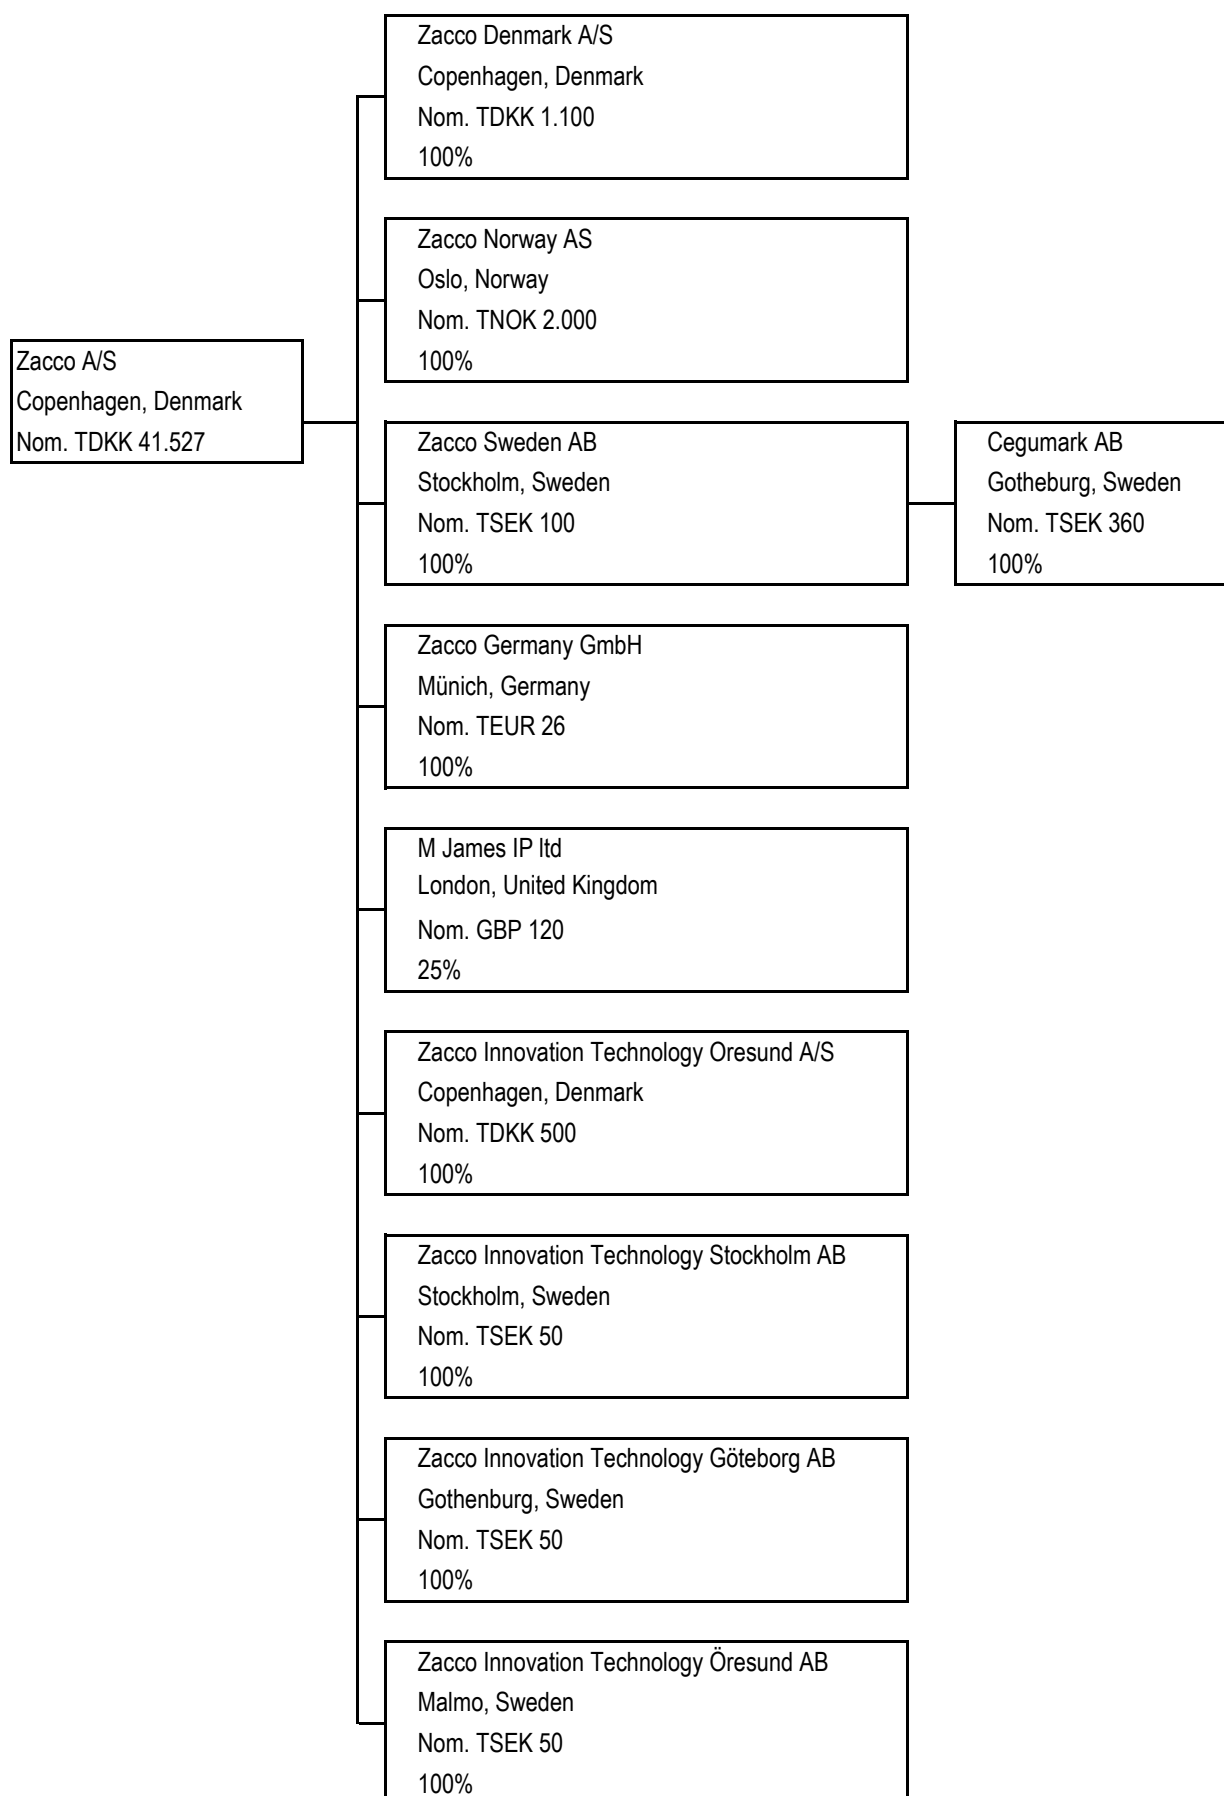 Zacco Denmark A/S
Copenhagen, Denmark
Nom. TDKK 1.100
100%
Zacco Norway AS
Oslo, Norway
Nom. TNOK 2.000
100%
Zacco A/S
Copenhagen, Denmark
Nom. TDKK 41.527
Zacco Sweden AB
Stockholm, Sweden
Nom. TSEK 100
100%
Cegumark AB
Gotheburg, Sweden
Nom. TSEK 360
100%
Zacco Germany GmbH
Münich, Germany
Nom. TEUR 26
100%
M James IP ltd
London, United Kingdom
Nom. GBP 120
25%
Zacco Innovation Technology Oresund A/S
Copenhagen, Denmark
Nom. TDKK 500
100%
Zacco Innovation Technology Stockholm AB
Stockholm, Sweden
Nom. TSEK 50
100%
Zacco Innovation Technology Göteborg AB
Gothenburg, Sweden
Nom. TSEK 50
100%
Zacco Innovation Technology Öresund AB
Malmo, Sweden
Nom. TSEK 50
100%